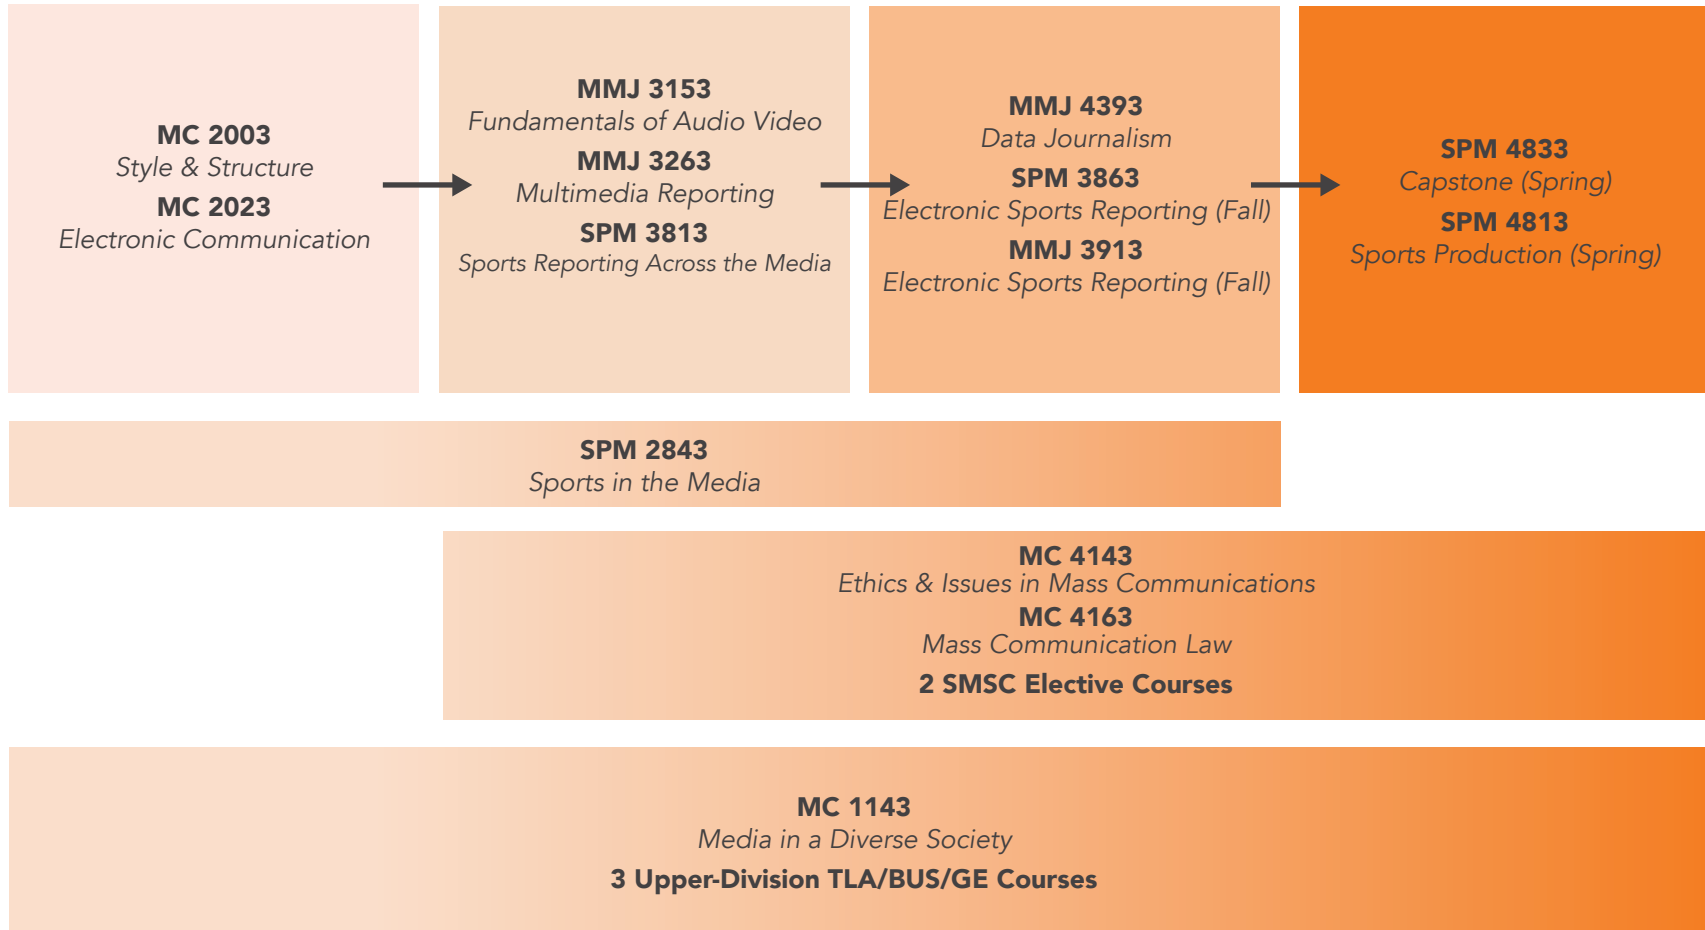 MC 2003
Style & Structure
MC 2023
Electronic Communication
MMJ 3153
Fundamentals of Audio Video
MMJ 3263
Multimedia Reporting
SPM 3813
Sports Reporting Across the Media
MMJ 4393
Data Journalism
SPM 3863
Electronic Sports Reporting (Fall)
MMJ 3913
Electronic Sports Reporting (Fall)
SPM 4833
Capstone (Spring)
SPM 4813
Sports Production (Spring)
SPM 2843
Sports in the Media
MC 4143
Ethics & Issues in Mass Communications
MC 4163
Mass Communication Law
2 SMSC Elective Courses
MC 1143
Media in a Diverse Society
3 Upper-Division TLA/BUS/GE Courses